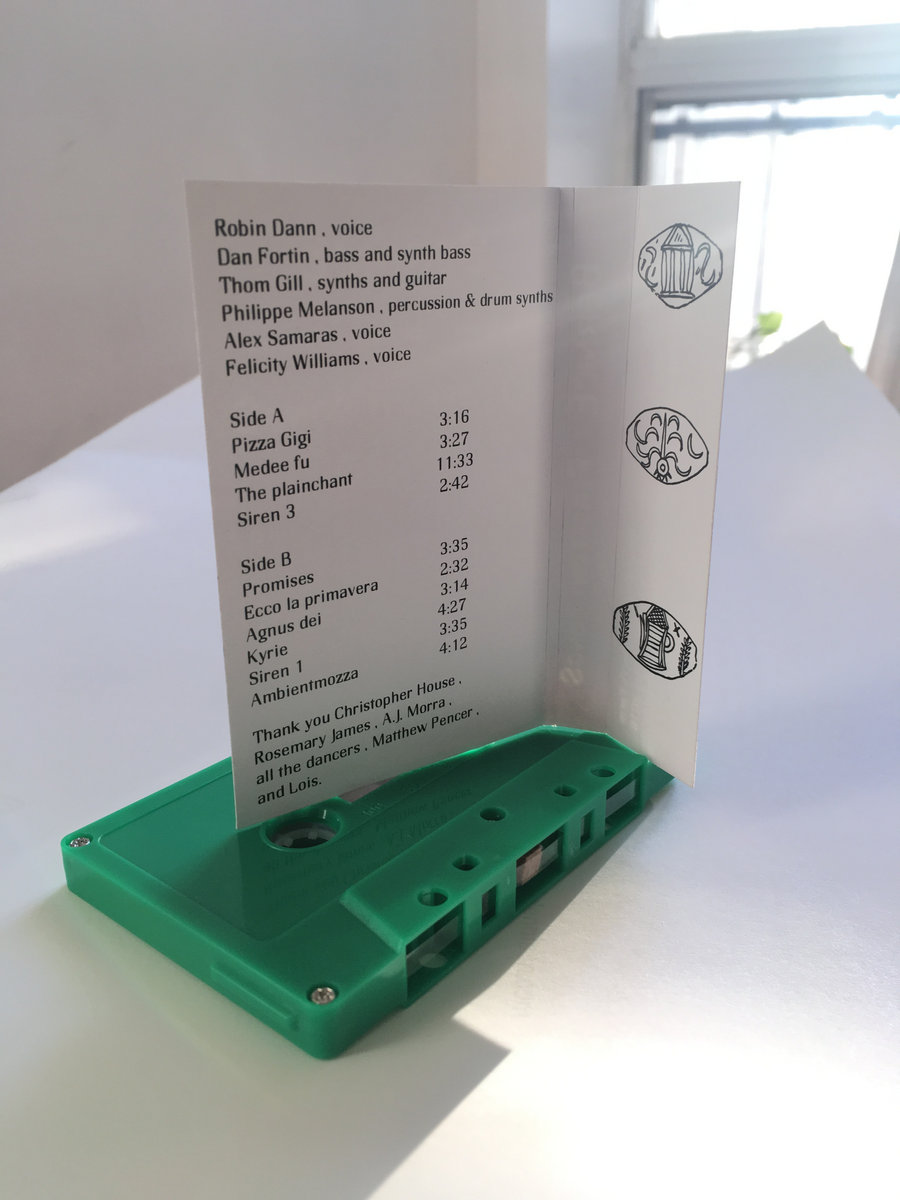 Robin Dann , voice
Dan Fortin , bass and synth bass
Thom Gill , synths and guitar
Philippe Melanson , percussion & drum synths
Alex Samaras , voice
Felicity Williams , voice
Side A
Pizza Gigi 3:16
Medee fu 3:27
The plainchant 11:33
Siren 3 2:42
Side B
Promises 3:35
Ecco la primavera 2:32
Agnus dei 3:14
Kyrie 4:27
Siren 1 3:35
Ambientmozza 4:12
Thank you Christopher House ,
Rosemary James , A.J. Morra ,
all the dancers , Matthew Pencer ,
and Lois.